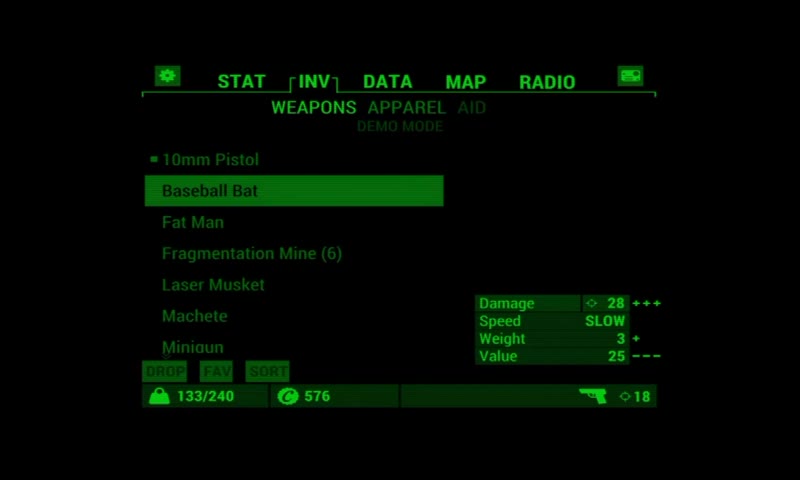 STAT INV DATA MAP RADIO
WEAPONS APPAREL AID
DEMO MODE
10mm Pistol
Baseball Bat
Fat Man
Fragmentation Mine (6)
Laser Musket
Machete
Minigun
Damage 28 +++
Speed SLOW
Weight 3 +
Value 25 ---
DROP FAV SORT
133/240 576 18